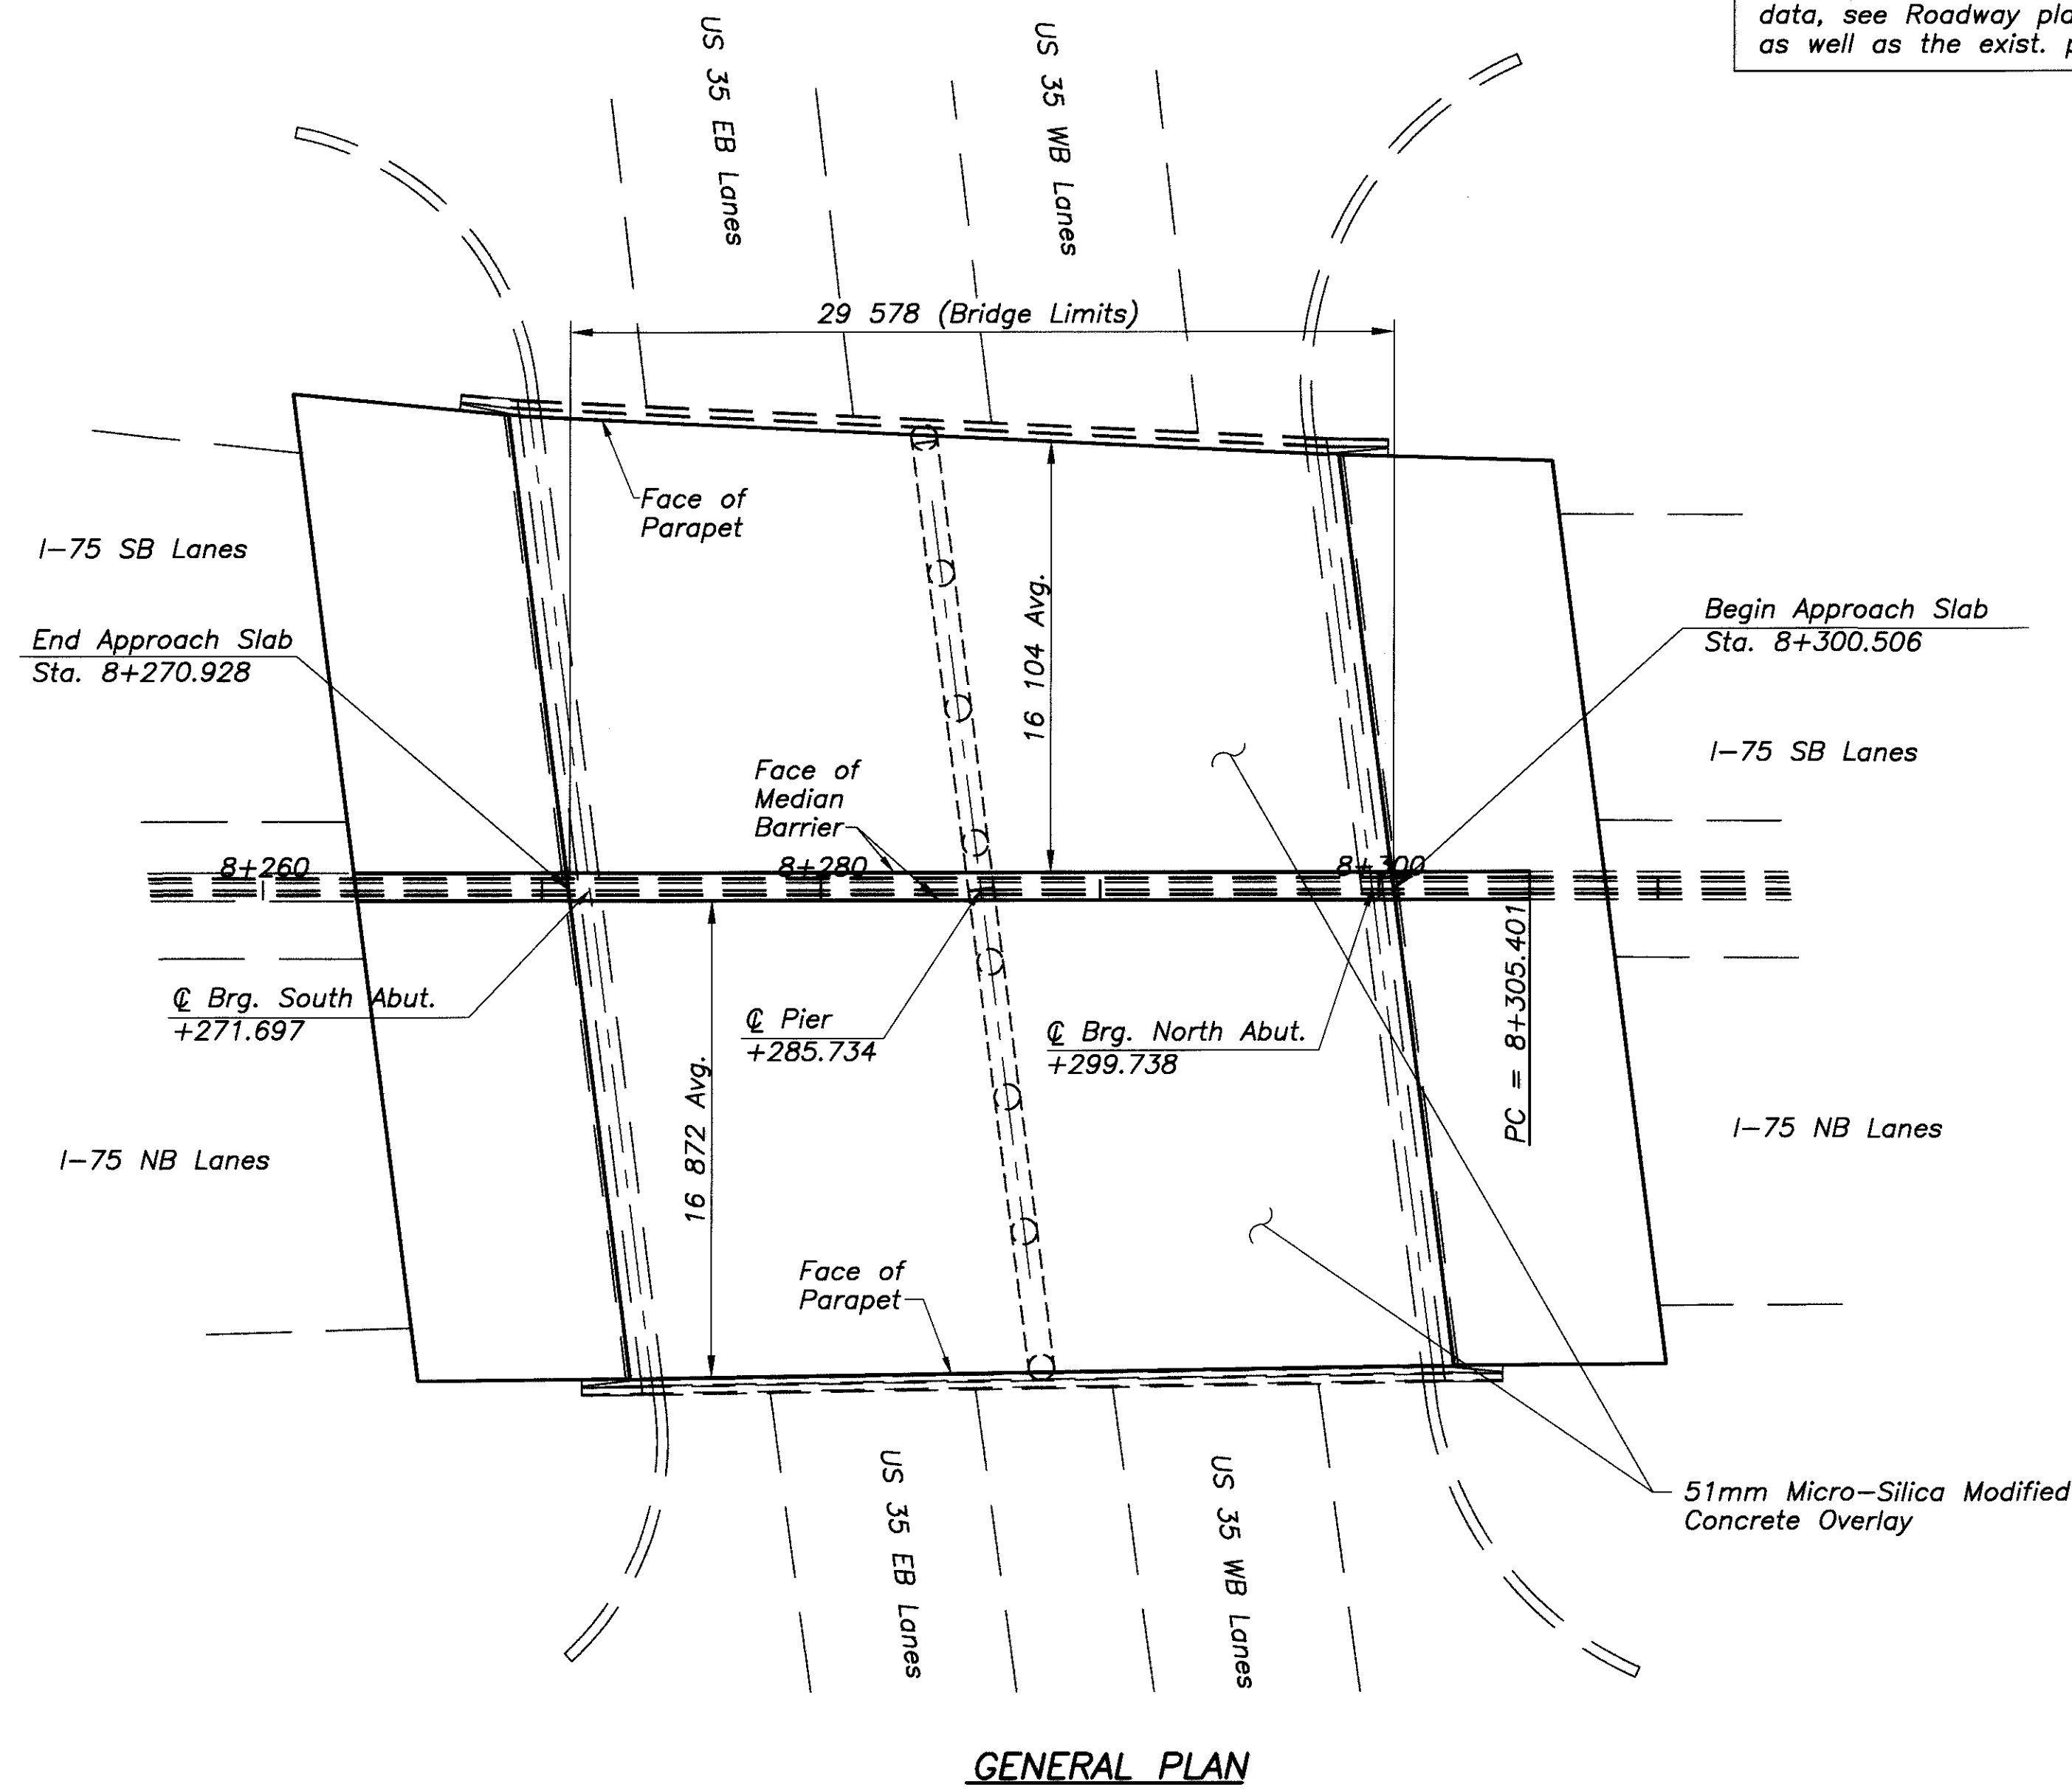 data, see Roadway
as well as the exist.
US 35 EB Lanes
US 35 WB Lanes
29 578 (Bridge Limits)
Face of
Parapet
I-75 SB Lanes
16 104 Avg.
Begin Approach Slab
Sta. 8+300.506
End Approach Slab
Sta. 8+270.928
I-75 SB Lanes
Face of
Median
Barrier
8+260
8+280
8+300
PC = 8+305.401
℄ Brg. South Abut.
+271.697
℄ Pier
+285.734
℄ Brg. North Abut.
+299.738
16 872 Avg.
I-75 NB Lanes
I-75 NB Lanes
Face of
Parapet
US 35 EB Lanes
US 35 WB Lanes
51mm Micro-Silica Modified
Concrete Overlay
GENERAL PLAN